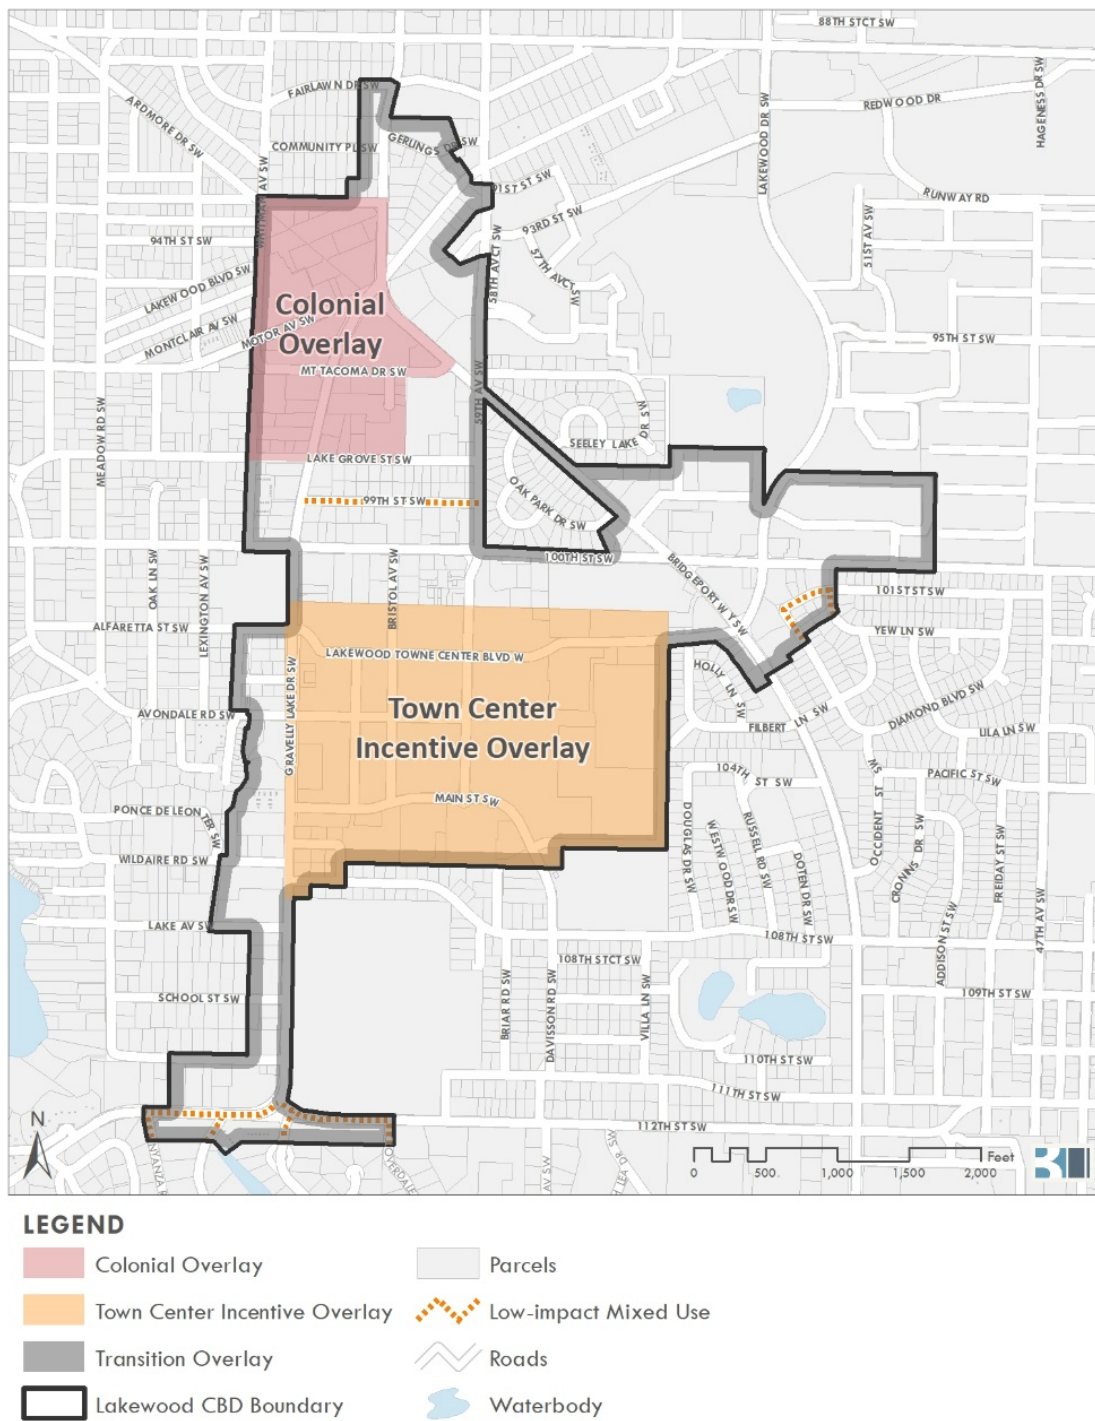 88TH ST CT SW
FAIRLAWN DR SW
ARDMORE DR SW
REDWOOD DR
HAGENESS DR SW
LAKEWOOD DR SW
COMMUNITY PL SW
GERLINGS DR SW
91ST ST SW
RUNWAY RD
93RD ST SW
WHITMAN AV SW
94TH ST SW
58TH AV CT SW
57TH AV CT SW
51ST AV SW
LAKEWOOD BLVD SW
Colonial
Overlay
MONTCLAIR AV SW
MOTOR AV SW
95TH ST SW
MT TACOMA DR SW
59TH AV SW
MEADOW RD SW
SEELEY LAKE DR SW
LAKE GROVE ST SW
OAK PARK DR SW
99TH ST SW
100TH ST SW
OAK LN SW
LEXINGTON AV SW
BRISTOL AV SW
BRIDGEPORT WY SW
101ST ST SW
ALFARETTA ST SW
YEW LN SW
LAKEWOOD TOWNE CENTER BLVD W
HOLLY LN SW
GRAVELLY LAKE DR SW
Town Center
Incentive Overlay
AVONDALE RD SW
FILBERT LN SW
DIAMOND BLVD SW
LILA LN SW
104TH ST SW
PACIFIC ST SW
MAIN ST SW
PONCE DE LEON TER SW
DOUGLAS DR SW
WESTWOOD DR SW
RUSSELL RD SW
DOTEN DR SW
OCCIDENT ST SW
CRONINS DR SW
FREIDAY ST SW
WILDAIRE RD SW
47TH AV SW
LAKE AV SW
108TH ST SW
ADDISON ST SW
108TH ST CT SW
SCHOOL ST SW
BRIAR RD SW
DAVISSON RD SW
VILLA LN SW
109TH ST SW
110TH ST SW
111TH ST SW
112TH ST SW
N
AV SW
Feet
0 500 1,000 1,500 2,000
LEGEND
Colonial Overlay
Parcels
Town Center Incentive Overlay
Low-impact Mixed Use
Transition Overlay
Roads
Lakewood CBD Boundary
Waterbody